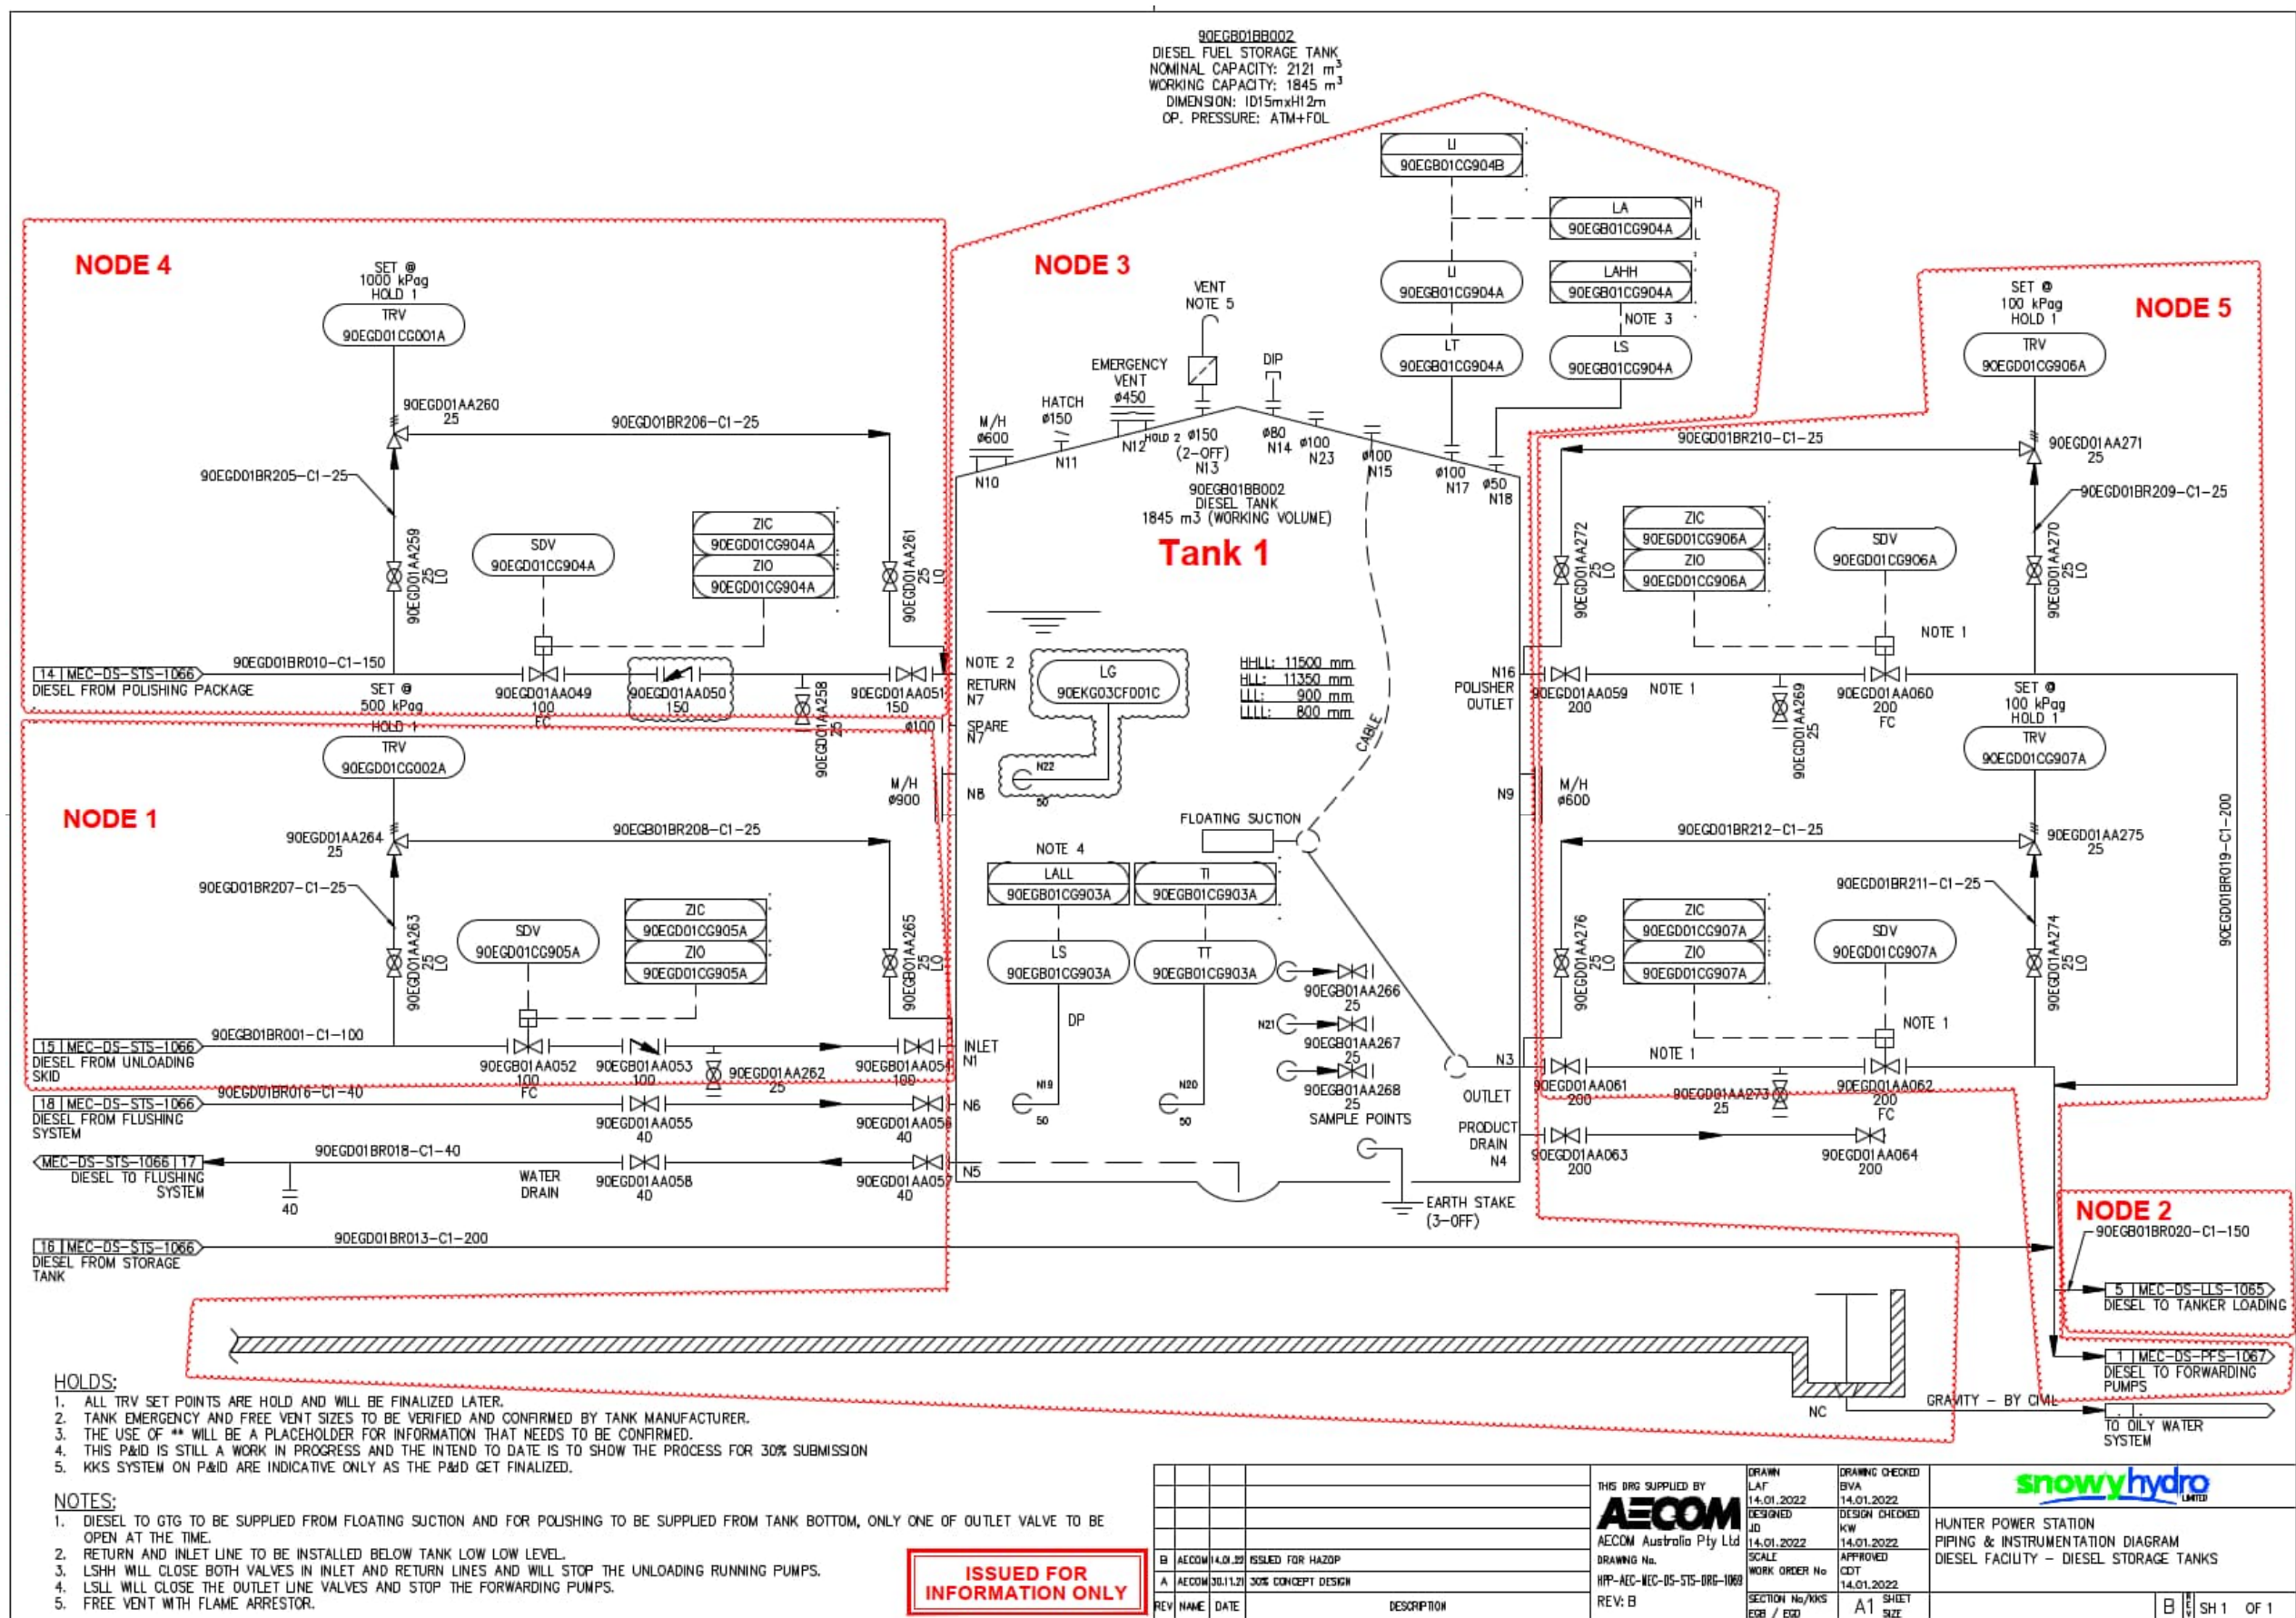 90EGB01BB002
DIESEL FUEL STORAGE TANK
NOMINAL CAPACITY: 2121 m³
WORKING CAPACITY: 1845 m³
DIMENSION: ID15mxH12m
OP. PRESSURE: ATM+FOL
NODE 4
SET @
1000 kPag
HOLD 1
TRV
90EGD01CG001A
90EGD01AA260
25
90EGD01BR206-C1-25
90EGD01BR205-C1-25
90EGD01AA259
25
LO
SDV
90EGD01CG904A
ZIC
90EGD01CG904A
ZIO
90EGD01CG904A
90EGD01AA261
25
LO
90EGD01BR010-C1-150
14 MEC-DS-STS-1066
DIESEL FROM POLISHING PACKAGE
90EGD01AA049
100
FC
90EGD01AA050
150
90EGD01AA258
25
90EGD01AA051
150
NODE 1
SET @
500 kPag
HOLD 1
TRV
90EGD01CG002A
90EGD01AA264
25
90EGB01BR208-C1-25
90EGD01BR207-C1-25
90EGD01AA263
25
LO
SDV
90EGD01CG905A
ZIC
90EGD01CG905A
ZIO
90EGD01CG905A
90EGB01AA265
25
LO
90EGB01BR001-C1-100
15 MEC-DS-STS-1066
DIESEL FROM UNLOADING
SKID
90EGB01AA052
100
FC
90EGB01AA053
100
90EGD01AA262
25
90EGB01AA054
100
90EGD01BR016-C1-40
18 MEC-DS-STS-1066
DIESEL FROM FLUSHING
SYSTEM
90EGD01AA055
40
90EGD01AA056
40
90EGD01BR018-C1-40
MEC-DS-STS-1066 17
DIESEL TO FLUSHING
SYSTEM
40
WATER
DRAIN
90EGD01AA058
40
90EGD01AA057
40
90EGD01BR013-C1-200
16 MEC-DS-STS-1066
DIESEL FROM STORAGE
TANK
NODE 3
LI
90EGB01CG904B
LA
90EGB01CG904A
H
L
LI
90EGB01CG904A
LAHH
90EGB01CG904A
NOTE 3
LT
90EGB01CG904A
LS
90EGB01CG904A
VENT
NOTE 5
EMERGENCY
VENT
ø450
DIP
HATCH
ø150
M/H
ø600
N10
N11
N12
HOLD 2
ø150
(2-OFF)
N13
ø80
N14
ø100
N23
ø100
N15
ø100
N17
ø50
N18
90EGB01BB002
DIESEL TANK
1845 m3 (WORKING VOLUME)
Tank 1
NOTE 2
RETURN
N7
ø100
SPARE
N7
M/H
ø900
N8
LG
90EKG03CF001C
N22
50
HHLL: 11500 mm
HLL: 11350 mm
LLL: 900 mm
LLLL: 800 mm
CABLE
N16
POLISHER
OUTLET
N9
M/H
ø600
FLOATING SUCTION
NOTE 4
LALL
90EGB01CG903A
TI
90EGB01CG903A
LS
90EGB01CG903A
TT
90EGB01CG903A
DP
90EGB01AA266
25
N21
90EGB01AA267
25
90EGB01AA268
25
SAMPLE POINTS
INLET
N1
N6
N5
N19
50
N20
50
N3
OUTLET
PRODUCT
DRAIN
N4
EARTH STAKE
(3-OFF)
NODE 5
SET @
100 kPag
HOLD 1
TRV
90EGD01CG906A
90EGD01BR210-C1-25
90EGD01AA271
25
90EGD01BR209-C1-25
90EGD01AA272
25
LO
ZIC
90EGD01CG906A
ZIO
90EGD01CG906A
SDV
90EGD01CG906A
90EGD01AA270
25
LO
NOTE 1
90EGD01AA059
200
NOTE 1
90EGD01AA269
25
90EGD01AA060
200
FC
SET @
100 kPag
HOLD 1
TRV
90EGD01CG907A
90EGD01BR212-C1-25
90EGD01AA275
25
90EGD01BR211-C1-25
90EGD01BR019-C1-200
90EGD01AA276
25
LO
ZIC
90EGD01CG907A
ZIO
90EGD01CG907A
SDV
90EGD01CG907A
90EGD01AA274
25
LO
NOTE 1
NOTE 1
90EGD01AA061
200
90EGD01AA273
25
90EGD01AA062
200
FC
90EGD01AA063
200
90EGD01AA064
200
NODE 2
90EGB01BR020-C1-150
5 MEC-DS-LLS-1065
DIESEL TO TANKER LOADING
1 MEC-DS-PFS-1067
DIESEL TO FORWARDING
PUMPS
NC
GRAVITY - BY CIVIL
TO OILY WATER
SYSTEM
HOLDS:
1. ALL TRV SET POINTS ARE HOLD AND WILL BE FINALIZED LATER.
2. TANK EMERGENCY AND FREE VENT SIZES TO BE VERIFIED AND CONFIRMED BY TANK MANUFACTURER.
3. THE USE OF ** WILL BE A PLACEHOLDER FOR INFORMATION THAT NEEDS TO BE CONFIRMED.
4. THIS P&ID IS STILL A WORK IN PROGRESS AND THE INTEND TO DATE IS TO SHOW THE PROCESS FOR 30% SUBMISSION
5. KKS SYSTEM ON P&ID ARE INDICATIVE ONLY AS THE P&ID GET FINALIZED.
NOTES:
1. DIESEL TO GTG TO BE SUPPLIED FROM FLOATING SUCTION AND FOR POLISHING TO BE SUPPLIED FROM TANK BOTTOM, ONLY ONE OF OUTLET VALVE TO BE
OPEN AT THE TIME.
2. RETURN AND INLET LINE TO BE INSTALLED BELOW TANK LOW LOW LEVEL.
3. LSHH WILL CLOSE BOTH VALVES IN INLET AND RETURN LINES AND WILL STOP THE UNLOADING RUNNING PUMPS.
4. LSLL WILL CLOSE THE OUTLET LINE VALVES AND STOP THE FORWARDING PUMPS.
5. FREE VENT WITH FLAME ARRESTOR.
ISSUED FOR
INFORMATION ONLY
B AECOM 14.01.22 ISSUED FOR HAZOP
A AECOM 30.11.21 30% CONCEPT DESIGN
REV NAME DATE DESCRIPTION
THIS DRG SUPPLIED BY
AECOM
AECOM Australia Pty Ltd
DRAWING No.
HPP-AEC-MEC-DS-STS-DRG-1069
REV: B
DRAWN
LAF
14.01.2022
DRAWING CHECKED
BVA
14.01.2022
DESIGNED
JD
14.01.2022
DESIGN CHECKED
KW
14.01.2022
SCALE
WORK ORDER No
APPROVED
CDT
14.01.2022
SECTION No/KKS
EGB / EGD
A1 SHEET
SIZE
snowyhydro
LIMITED
HUNTER POWER STATION
PIPING & INSTRUMENTATION DIAGRAM
DIESEL FACILITY - DIESEL STORAGE TANKS
B REV SH 1 OF 1